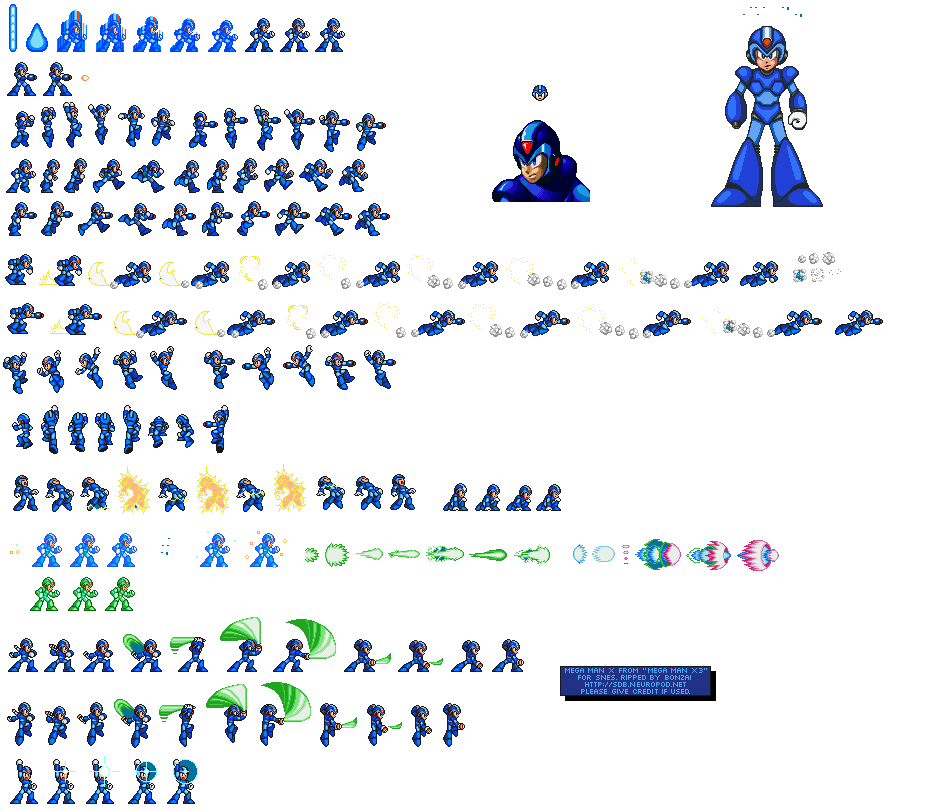 MEGA MAN X FROM "MEGA MAN X3"
FOR SNES. RIPPED BY BONZAI
HTTP://SDB.NEUROPOD.NET
PLEASE GIVE CREDIT IF USED.